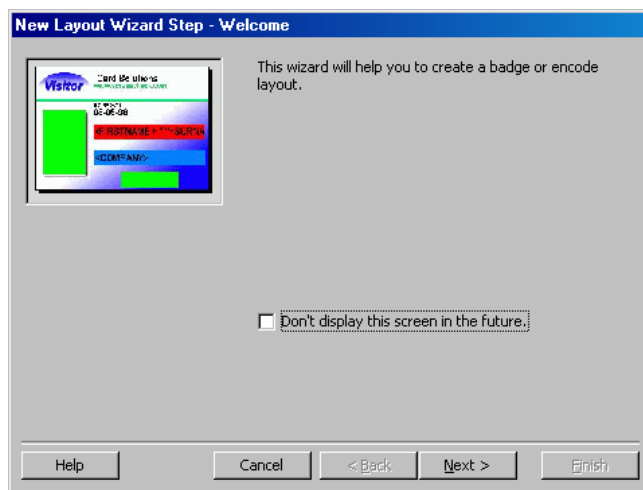 New Layout Wizard Step - Welcome
Visitor
This wizard will help you to create a badge or encode
layout.
<COMPANY>
Don't display this screen in the future.
Help
Cancel
< Back
Next >
Finish